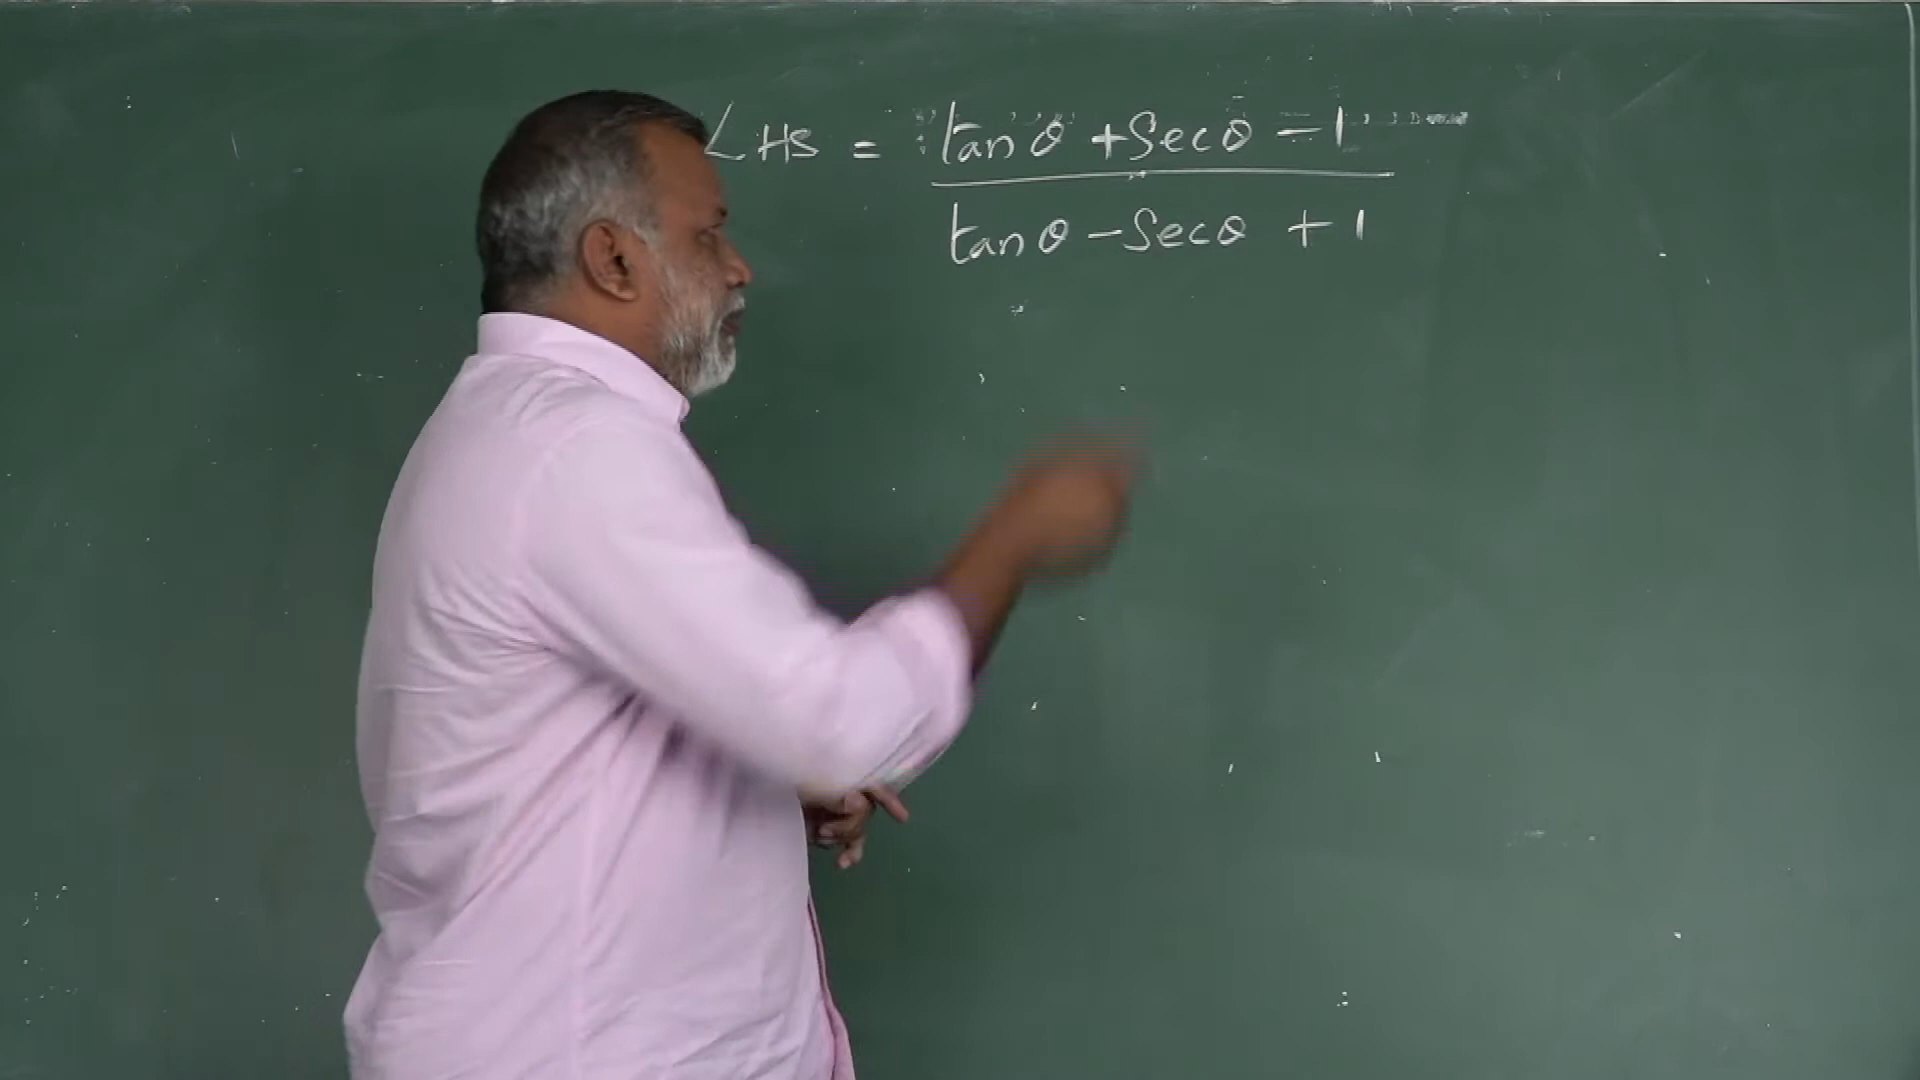 LHS = tanθ + Secθ - 1
tanθ - Secθ + 1